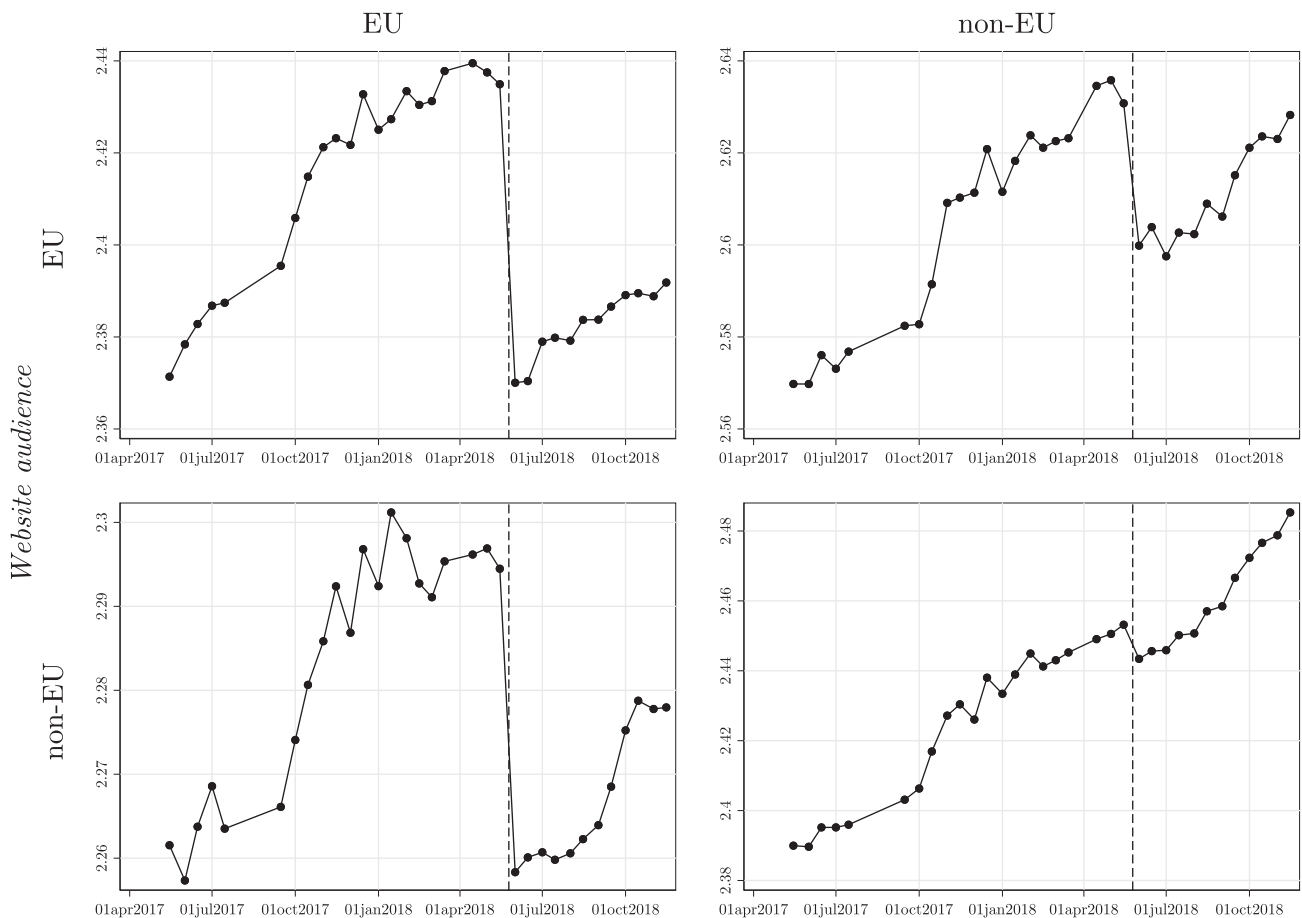 EU
non-EU
Website audience
EU
2.44
2.42
2.4
2.38
2.36
01apr2017 01jul2017 01oct2017 01jan2018 01apr2018 01jul2018 01oct2018
2.64
2.62
2.6
2.58
2.56
01apr2017 01jul2017 01oct2017 01jan2018 01apr2018 01jul2018 01oct2018
non-EU
2.3
2.29
2.28
2.27
2.26
01apr2017 01jul2017 01oct2017 01jan2018 01apr2018 01jul2018 01oct2018
2.48
2.46
2.44
2.42
2.4
2.38
01apr2017 01jul2017 01oct2017 01jan2018 01apr2018 01jul2018 01oct2018